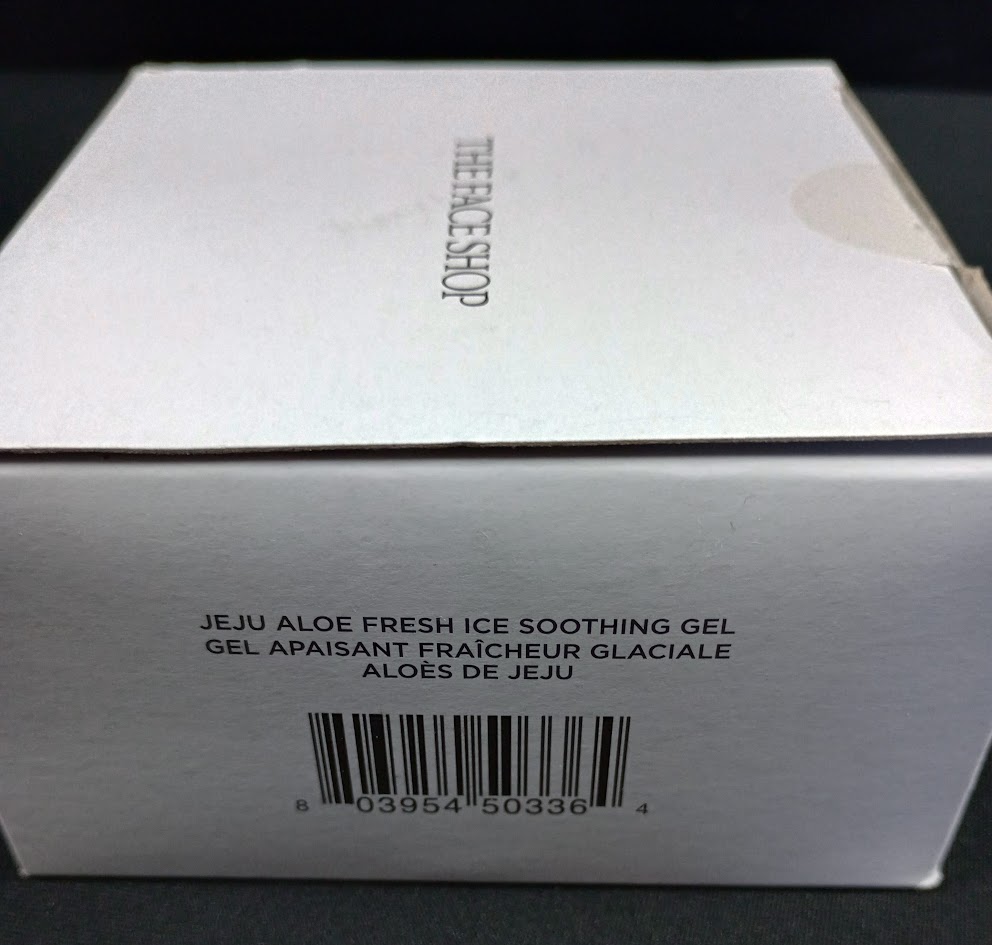 THE FACE SHOP
JEJU ALOE FRESH ICE SOOTHING GEL
GEL APAISANT FRAÎCHEUR GLACIALE
ALOÈS DE JEJU
8 03954 50336 4